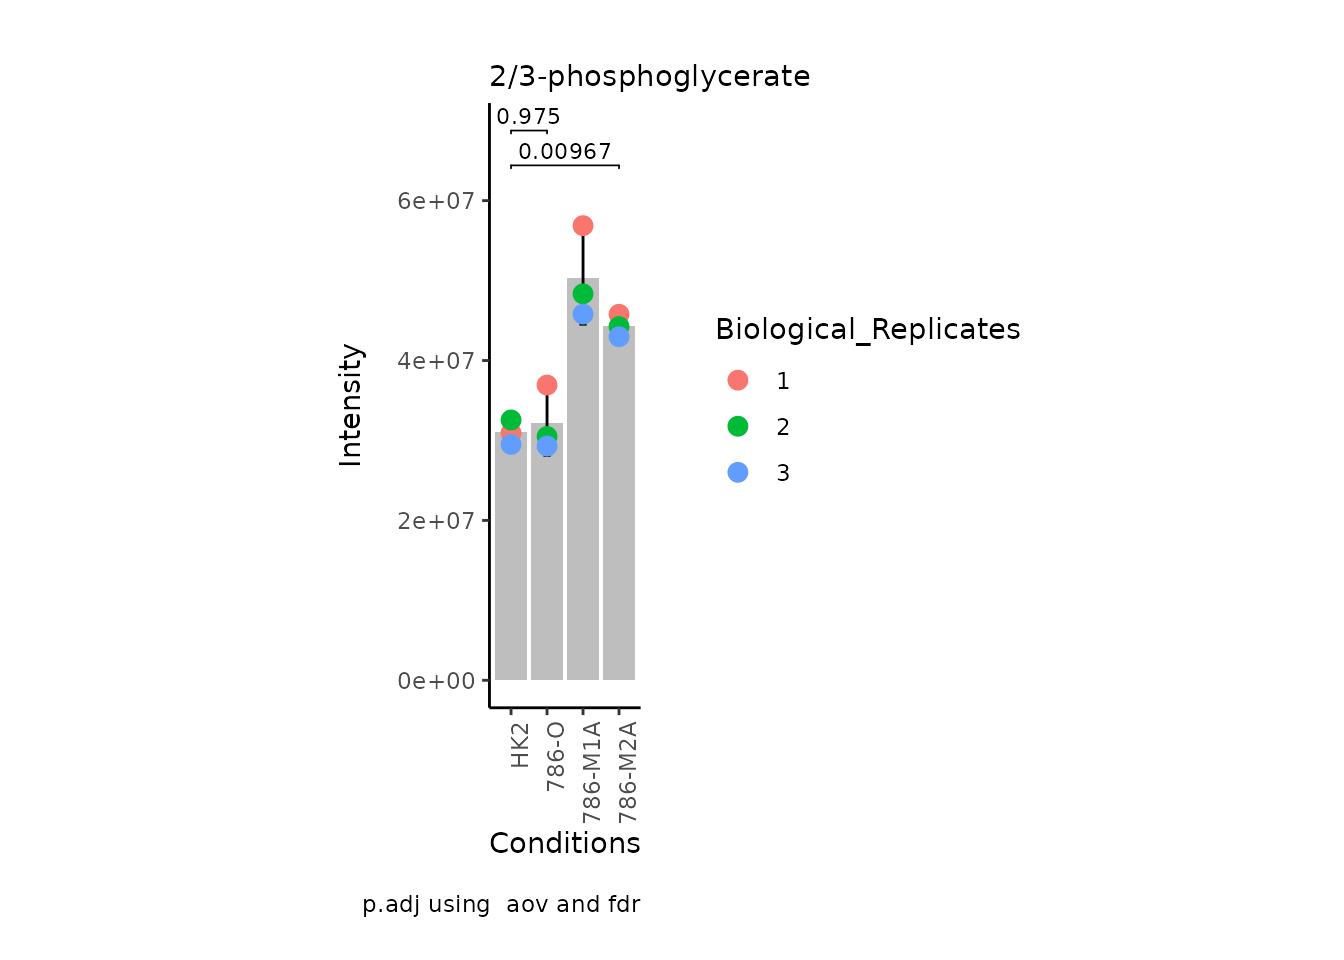 2/3-phosphoglycerate
0.975
0.00967
6e+07
4e+07
2e+07
0e+00
Intensity
HK2
786-O
786-M1A
786-M2A
Conditions
Biological_Replicates
1
2
3
p.adj using  aov and fdr